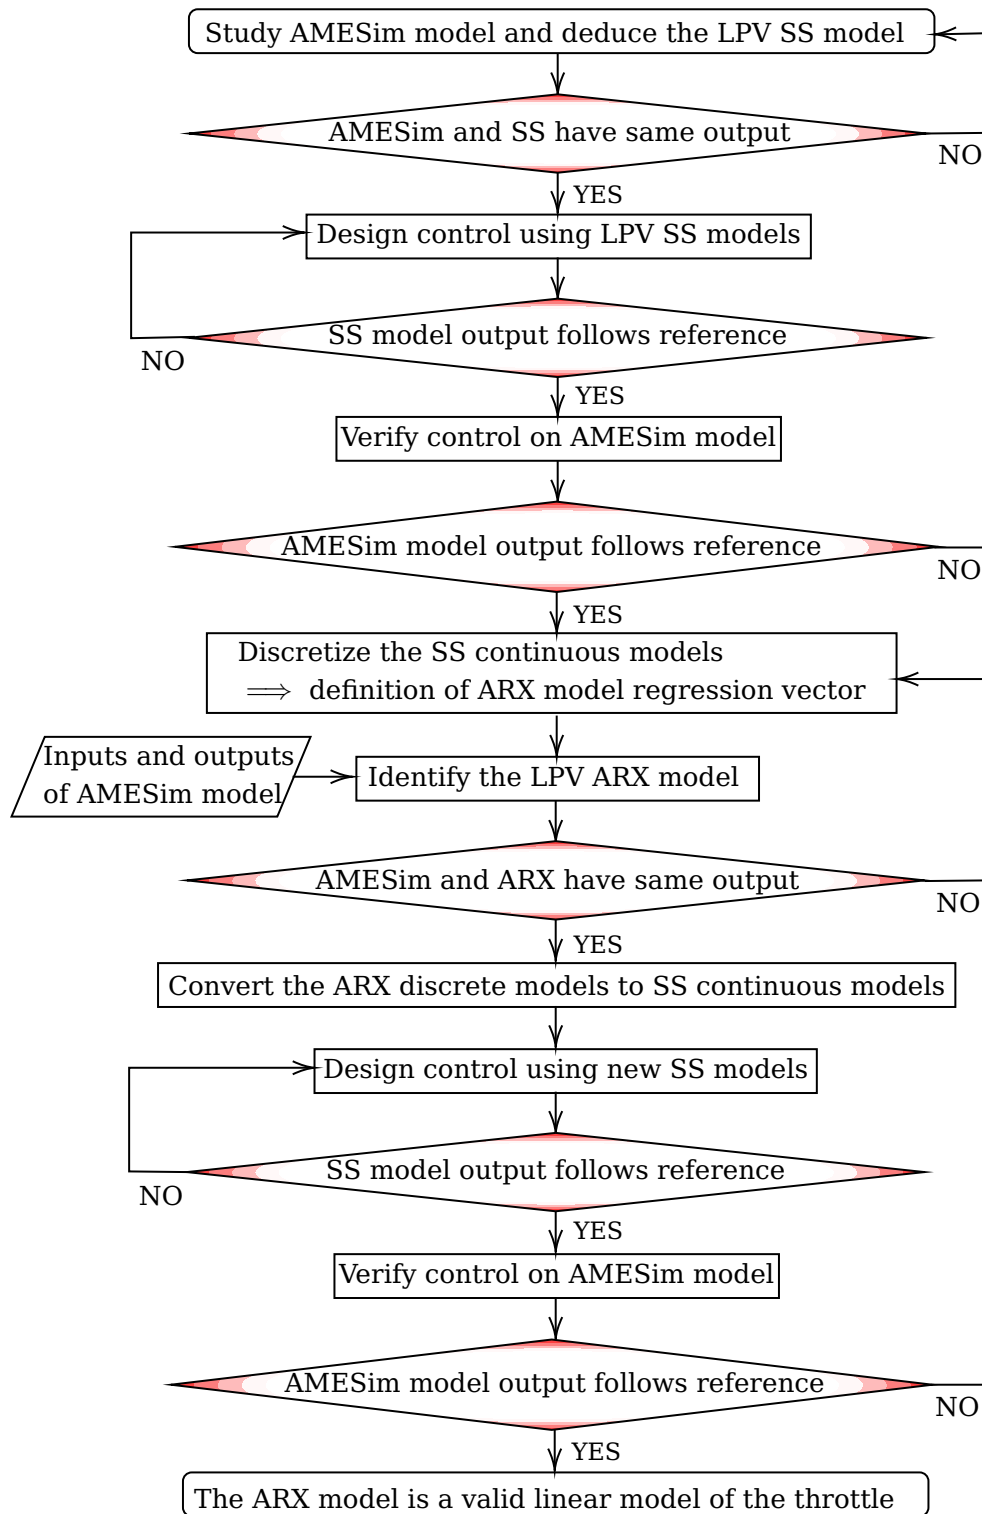 Study AMESim model and deduce the LPV SS model
AMESim and SS have same output
NO
YES
Design control using LPV SS models
SS model output follows reference
NO
YES
Verify control on AMESim model
AMESim model output follows reference
NO
YES
Discretize the SS continuous models
⟹ definition of ARX model regression vector
Inputs and outputs
of AMESim model
Identify the LPV ARX model
AMESim and ARX have same output
NO
YES
Convert the ARX discrete models to SS continuous models
Design control using new SS models
SS model output follows reference
NO
YES
Verify control on AMESim model
AMESim model output follows reference
NO
YES
The ARX model is a valid linear model of the throttle